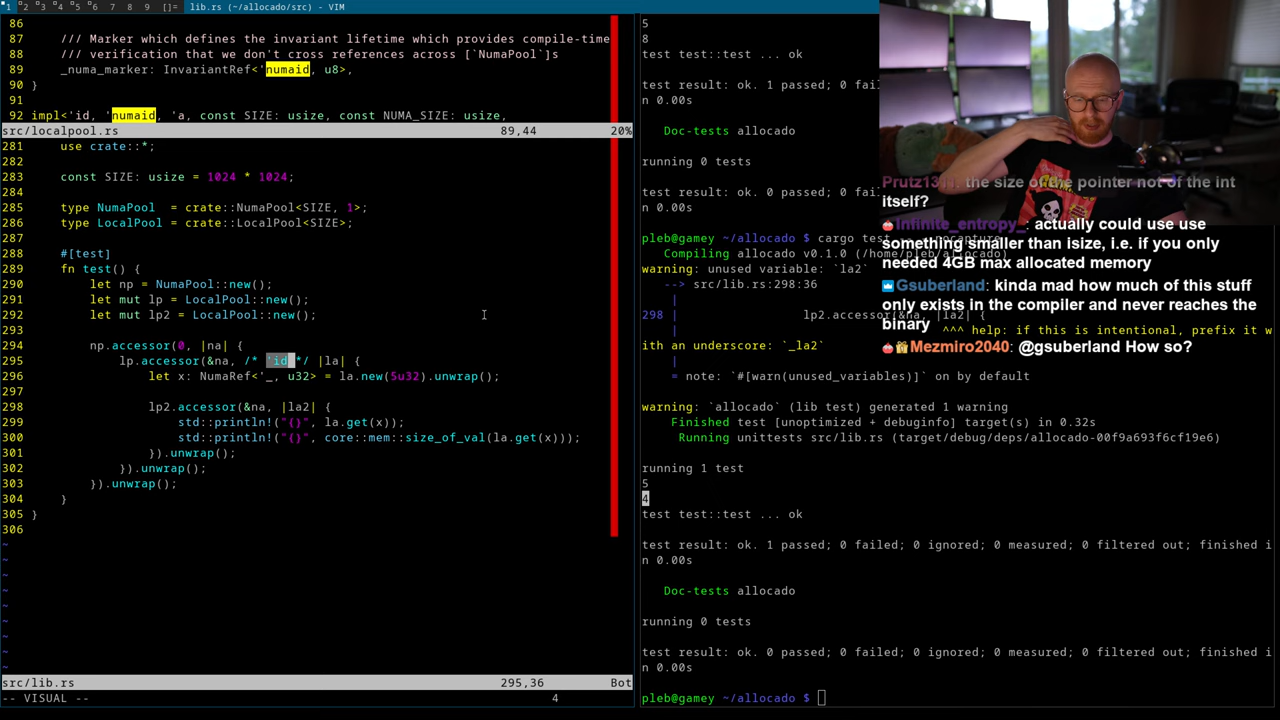 1 2 3 4 5 6 7 8 9 []= lib.rs (~/allocado/src) - VIM
86
87 /// Marker which defines the invariant lifetime which provides compile-time
88 /// verification that we don't cross references across [`NumaPool`]s
89 _numa_marker: InvariantRef<'numaid, u8>,
90 }
91
92 impl<'id, 'numaid, 'a, const SIZE: usize, const NUMA_SIZE: usize,
src/localpool.rs 89,44 20%
281 use crate::*;
282
283 const SIZE: usize = 1024 * 1024;
284
285 type NumaPool  = crate::NumaPool<SIZE, 1>;
286 type LocalPool = crate::LocalPool<SIZE>;
287
288 #[test]
289 fn test() {
290 let np = NumaPool::new();
291 let mut lp = LocalPool::new();
292 let mut lp2 = LocalPool::new();
293
294 np.accessor(0, |na| {
295 lp.accessor(&na, /* 'id */ |la| {
296 let x: NumaRef<'_, u32> = la.new(5u32).unwrap();
297
298 lp2.accessor(&na, |la2| {
299 std::println!("{}", la.get(x));
300 std::println!("{}", core::mem::size_of_val(la.get(x)));
301 }).unwrap();
302 }).unwrap();
303 }).unwrap();
304 }
305 }
306
~
~
~
~
~
~
~
~
~
src/lib.rs 295,36 Bot
-- VISUAL -- 4
5
8
test test::test ... ok
test result: ok. 1 passed; 0 failed;
n 0.00s
Doc-tests allocado
running 0 tests
test result: ok. 0 passed; 0 failed;
n 0.00s
pleb@gamey ~/allocado $ cargo test
Compiling allocado v0.1.0 (/home/pleb/allocado)
warning: unused variable: `la2`
--> src/lib.rs:298:36
|
298 | lp2.accessor(&na, |la2| {
| ^^^ help: if this is intentional, prefix it w
ith an underscore: `_la2`
|
= note: `#[warn(unused_variables)]` on by default
warning: `allocado` (lib test) generated 1 warning
Finished test [unoptimized + debuginfo] target(s) in 0.32s
Running unittests src/lib.rs (target/debug/deps/allocado-00f9a693f6cf19e6)
running 1 test
5
4
test test::test ... ok
test result: ok. 1 passed; 0 failed; 0 ignored; 0 measured; 0 filtered out; finished i
n 0.00s
Doc-tests allocado
running 0 tests
test result: ok. 0 passed; 0 failed; 0 ignored; 0 measured; 0 filtered out; finished i
n 0.00s
pleb@gamey ~/allocado $
the size of the pointer not of the int
itself?
Infinite_entropy_: actually could use use
something smaller than isize, i.e. if you only
needed 4GB max allocated memory
Gsuberland: kinda mad how much of this stuff
only exists in the compiler and never reaches the
binary
Mezmiro2040: @gsuberland How so?